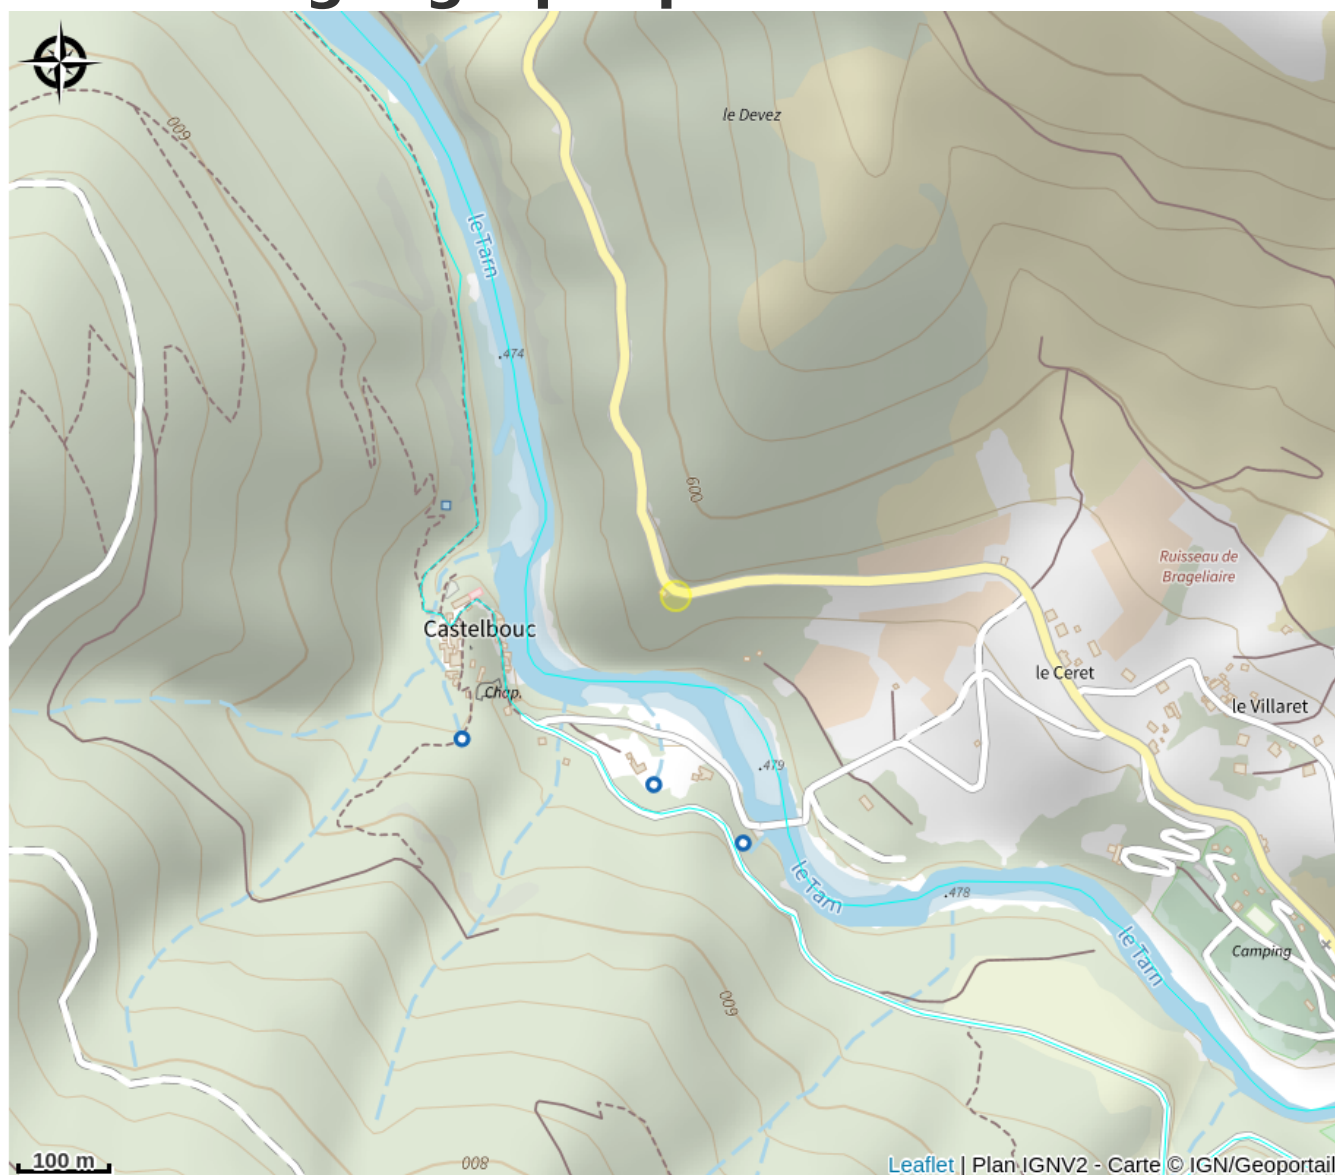 le Devez
600
le Tarn
.474
600
Ruisseau de
Brageliaire
Castelbouc
le Ceret
Chap.
le Villaret
.479
le Tarn
.478
le Tarn
Camping
600
800
100 m
Leaflet | Plan IGNV2 - Carte © IGN/Geoportail